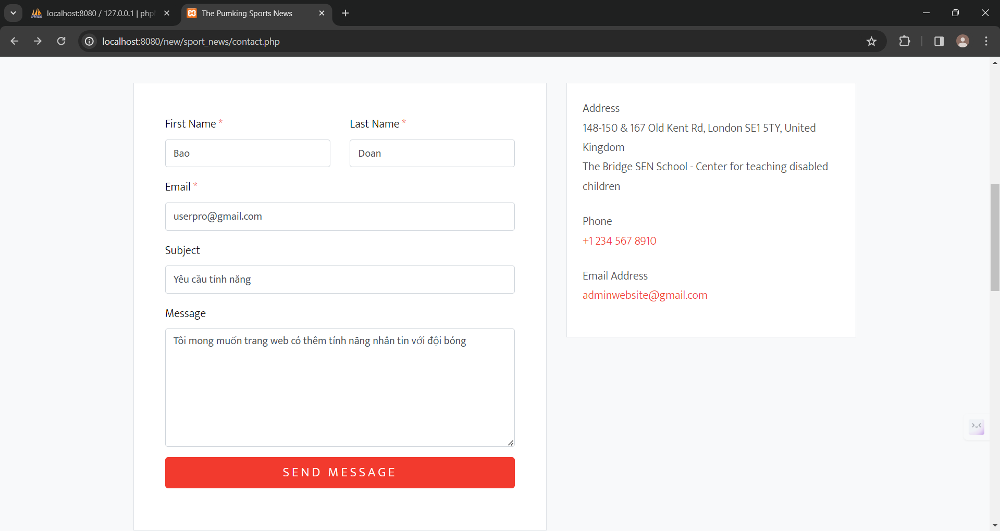 localhost:8080 / 127.0.0.1 | php
The Pumking Sports News
localhost:8080/new/sport_news/contact.php
First Name *
Last Name *
Bao
Doan
Email *
userpro@gmail.com
Subject
Yêu cầu tính năng
Message
Tôi mong muốn trang web có thêm tính năng nhắn tin với đội bóng
SEND MESSAGE
Address
148-150 & 167 Old Kent Rd, London SE1 5TY, United
Kingdom
The Bridge SEN School - Center for teaching disabled
children
Phone
+1 234 567 8910
Email Address
adminwebsite@gmail.com